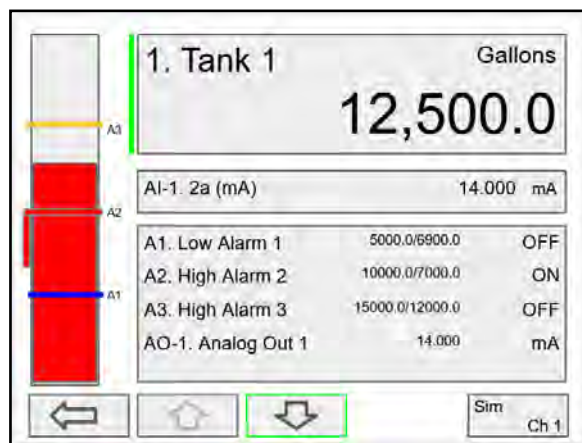 1. Tank 1 Gallons
12,500.0
A3
AI-1. 2a (mA) 14.000 mA
A2
A1. Low Alarm 1 5000.0/6900.0 OFF
A2. High Alarm 2 10000.0/7000.0 ON
A1
A3. High Alarm 3 15000.0/12000.0 OFF
AO-1. Analog Out 1 14.000 mA
Sim
Ch 1